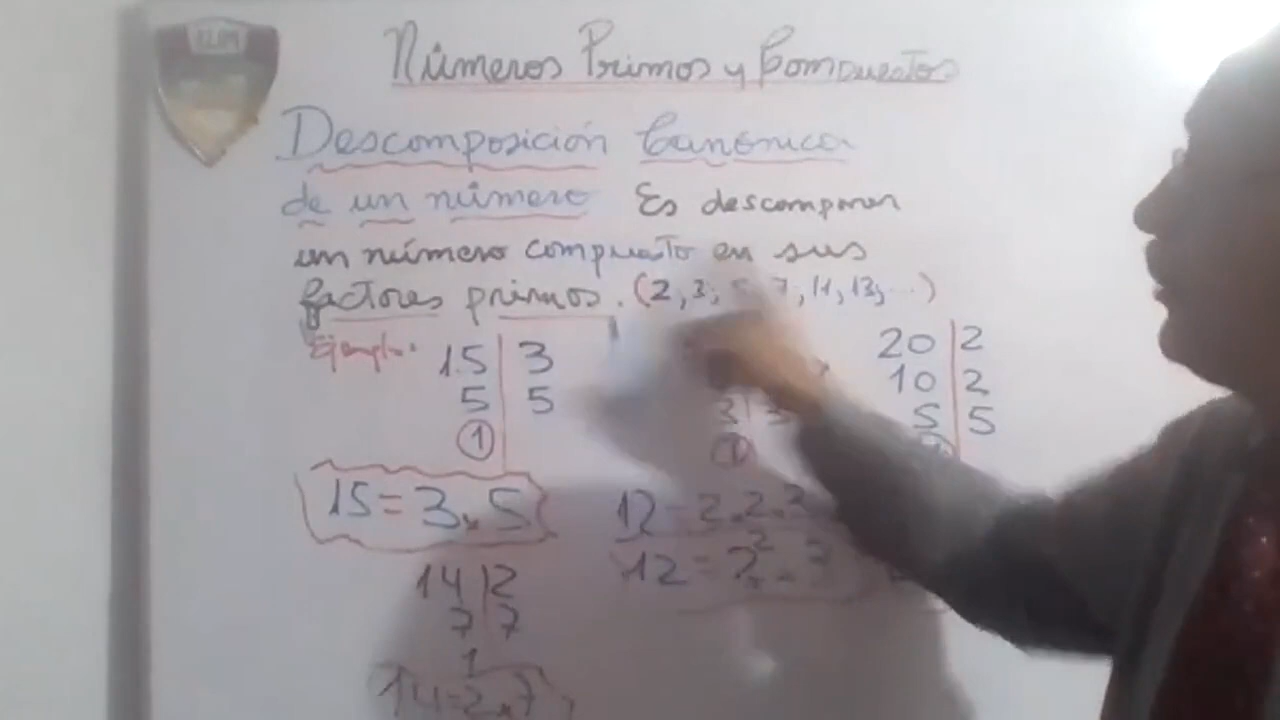 Números Primos y Compuestos
Descomposición Canónica
de un número Es descomponer
un número compuesto en sus
factores primos. (2, 3, 7, 11, 13, ...)
Ejemplo:
15 | 3
5 | 5
1
15 = 3 x 5
14 | 2
7 | 7
1
14 = 2 x 7
3 | 3
1
12 = 2 x 2 x 3
12 = 2² x 3
20 | 2
10 | 2
5 | 5